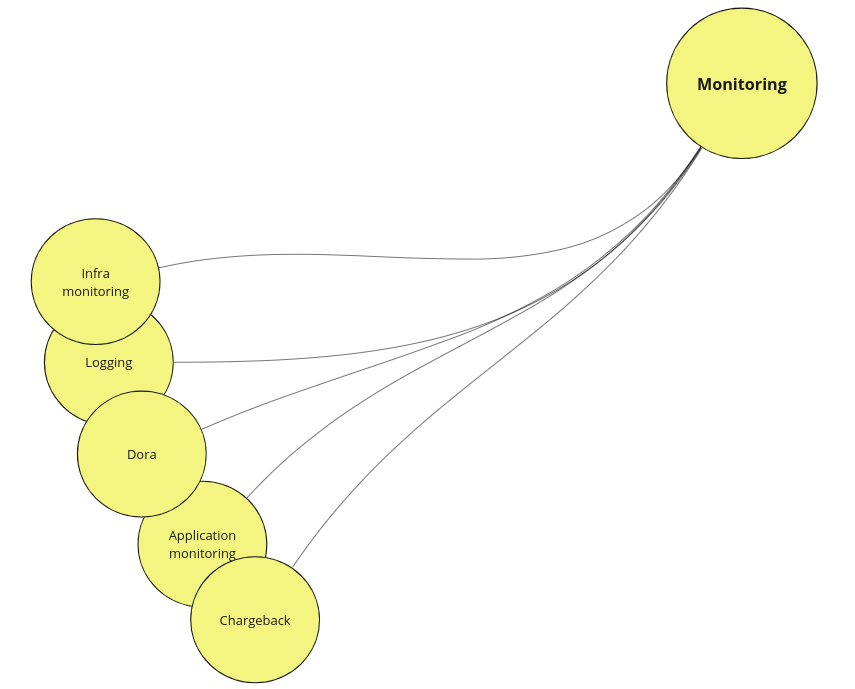 Monitoring
Infra
monitoring
Logging
Dora
Application
monitoring
Chargeback